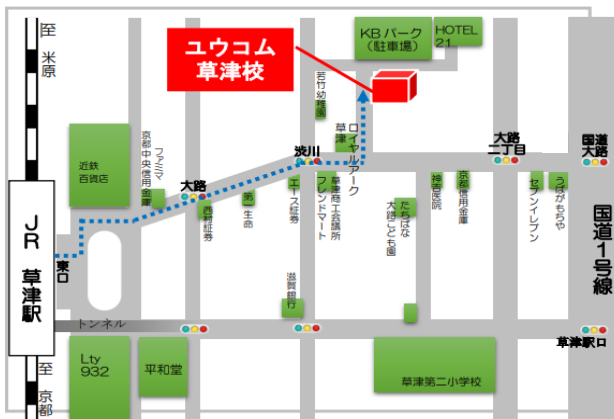 至
米原
KBパーク
(駐車場)
HOTEL
21
ユウコム
草津校
若竹幼稚園
ロイヤルアーク
草津
渋川
大路
二丁目
国道
大路
近鉄
百貨店
京都中央信用金庫
ファミマ
大路
西村証券
第一生命
エース証券
フレンドマート
草津商工会議所
たちばな
大路こども園
神吉医院
京都信用金庫
セブンイレブン
うばがもちや
国道1号線
JR 草津駅
東口
滋賀銀行
トンネル
草津駅口
Lty
932
平和堂
草津第二小学校
至
京都